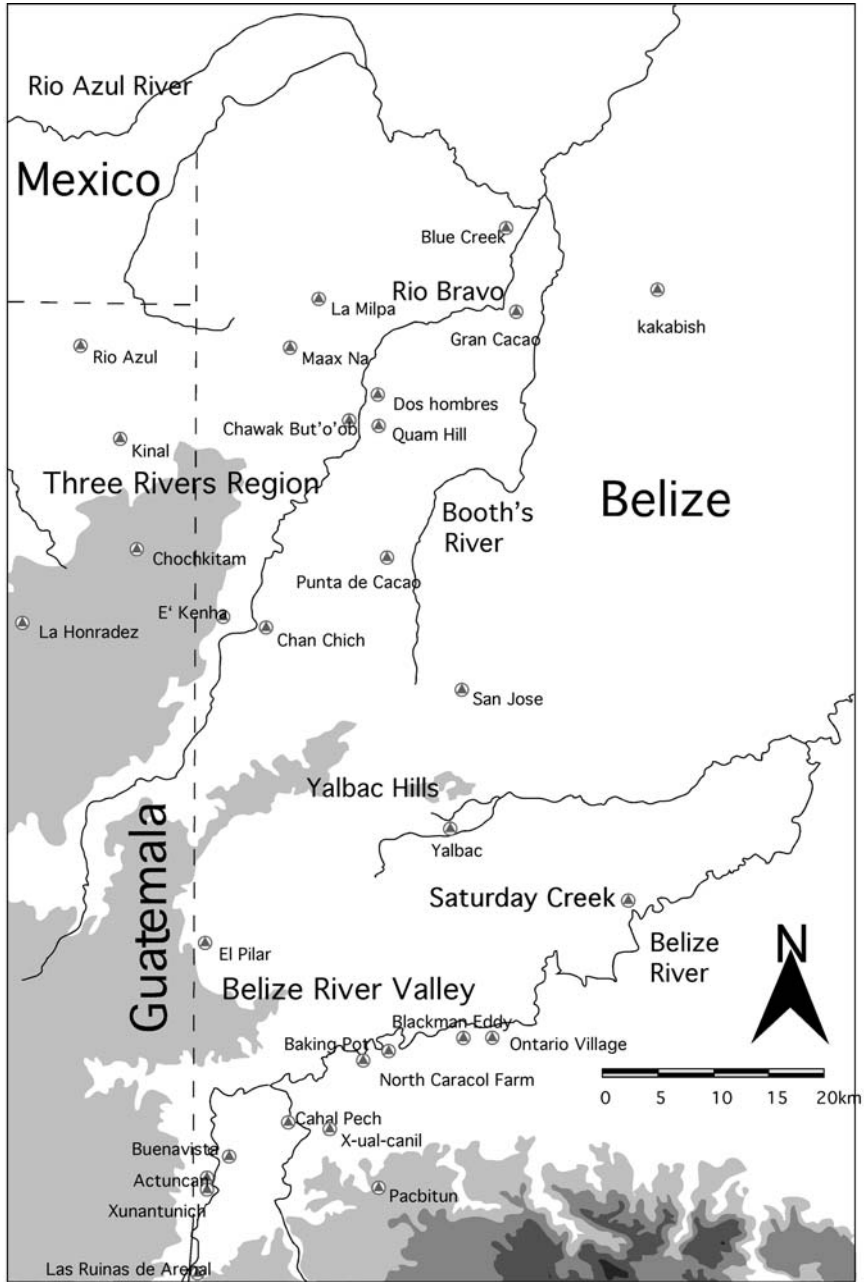 Rio Azul River
Mexico
Blue Creek
Rio Bravo
La Milpa
kakabish
Gran Cacao
Rio Azul
Maax Na
Dos hombres
Chawak But'o'ob
Quam Hill
Kinal
Three Rivers Region
Belize
Booth's
River
Chochkitam
Punta de Cacao
E' Kenha
La Honradez
Chan Chich
San Jose
Yalbac Hills
Guatemala
Yalbac
Saturday Creek
El Pilar
Belize
River
N
Belize River Valley
Blackman Eddy
Baking Pot
Ontario Village
North Caracol Farm
0 5 10 15 20km
Cahal Pech
X-ual-canil
Buenavista
Actuncan
Pacbitun
Xunantunich
Las Ruinas de Arenal